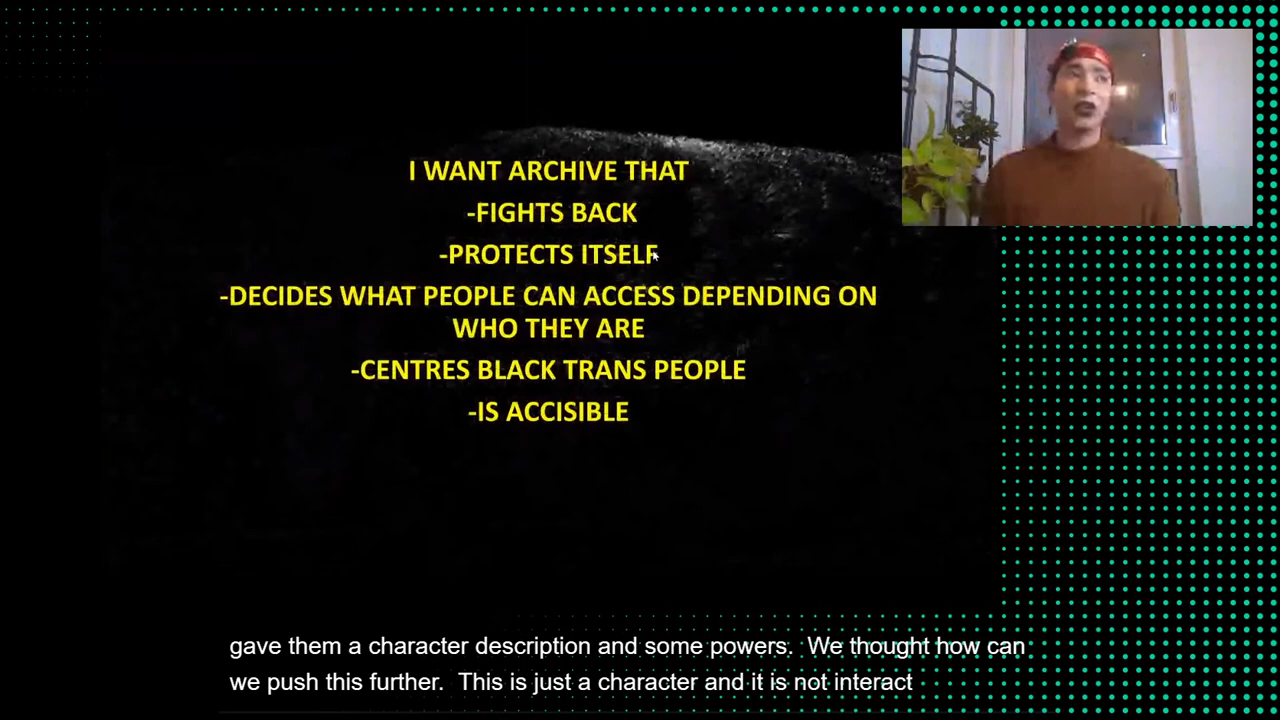 I WANT ARCHIVE THAT
-FIGHTS BACK
-PROTECTS ITSELF
-DECIDES WHAT PEOPLE CAN ACCESS DEPENDING ON
WHO THEY ARE
-CENTRES BLACK TRANS PEOPLE
-IS ACCISIBLE
gave them a character description and some powers.  We thought how can
we push this further.  This is just a character and it is not interact